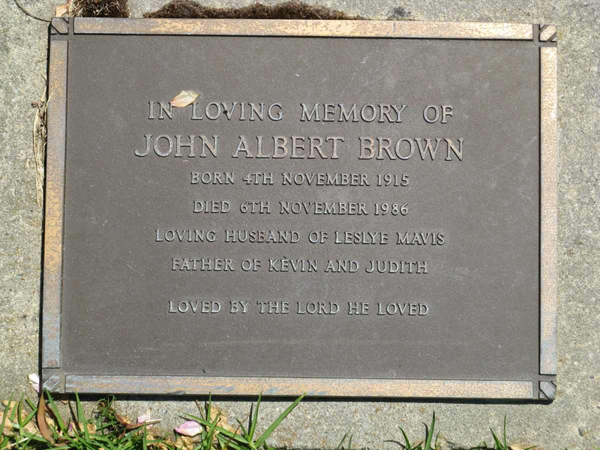 IN LOVING MEMORY OF
JOHN ALBERT BROWN
BORN 4TH NOVEMBER 1915
DIED 6TH NOVEMBER 1986
LOVING HUSBAND OF LESLYE MAVIS
FATHER OF KEVIN AND JUDITH
LOVED BY THE LORD HE LOVED